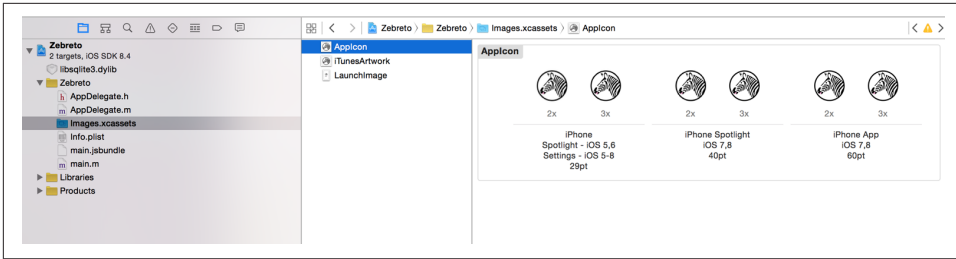 Zebreto
2 targets, iOS SDK 8.4
libsqlite3.dylib
Zebreto
h AppDelegate.h
m AppDelegate.m
Images.xcassets
Info.plist
main.jsbundle
m main.m
Libraries
Products
Zebreto 〉 Zebreto 〉 Images.xcassets 〉 AppIcon
AppIcon
iTunesArtwork
LaunchImage
AppIcon
2x 3x
iPhone
Spotlight - iOS 5,6
Settings - iOS 5-8
29pt
2x 3x
iPhone Spotlight
iOS 7,8
40pt
2x 3x
iPhone App
iOS 7,8
60pt